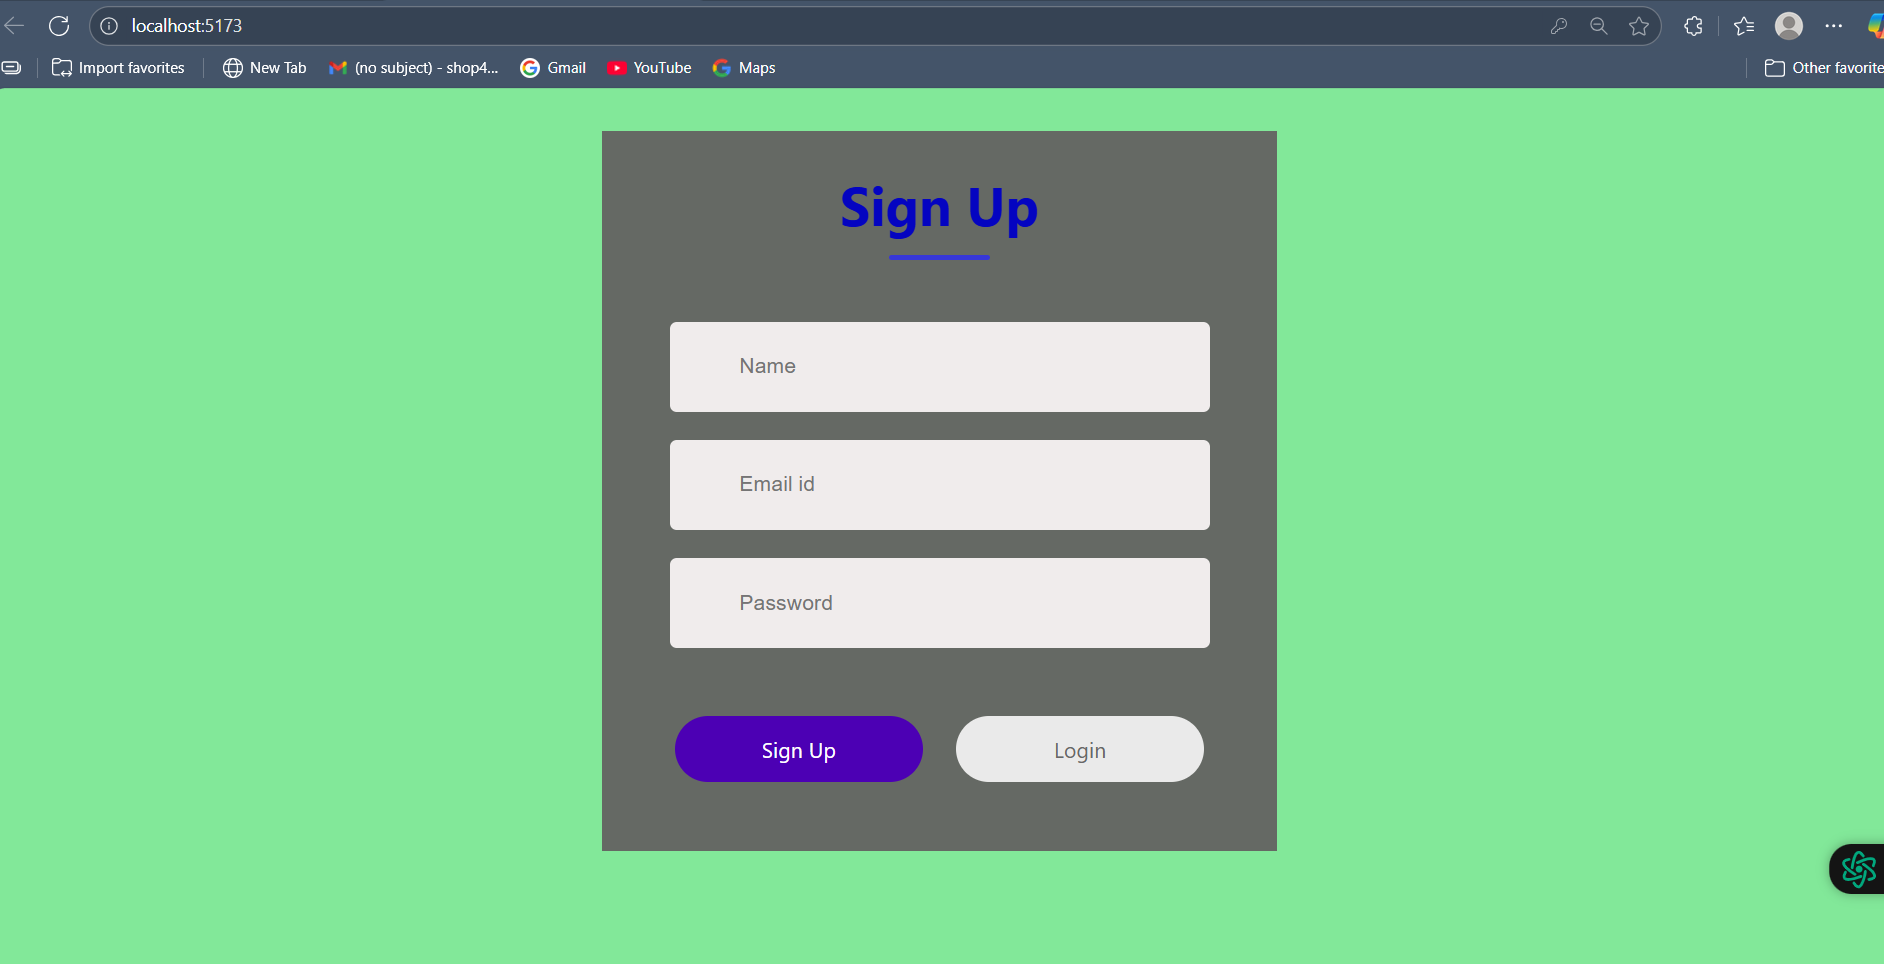 localhost:5173
Import favorites
New Tab
(no subject) - shop4...
Gmail
YouTube
Maps
Other favorite
Sign Up
Name
Email id
Password
Sign Up
Login